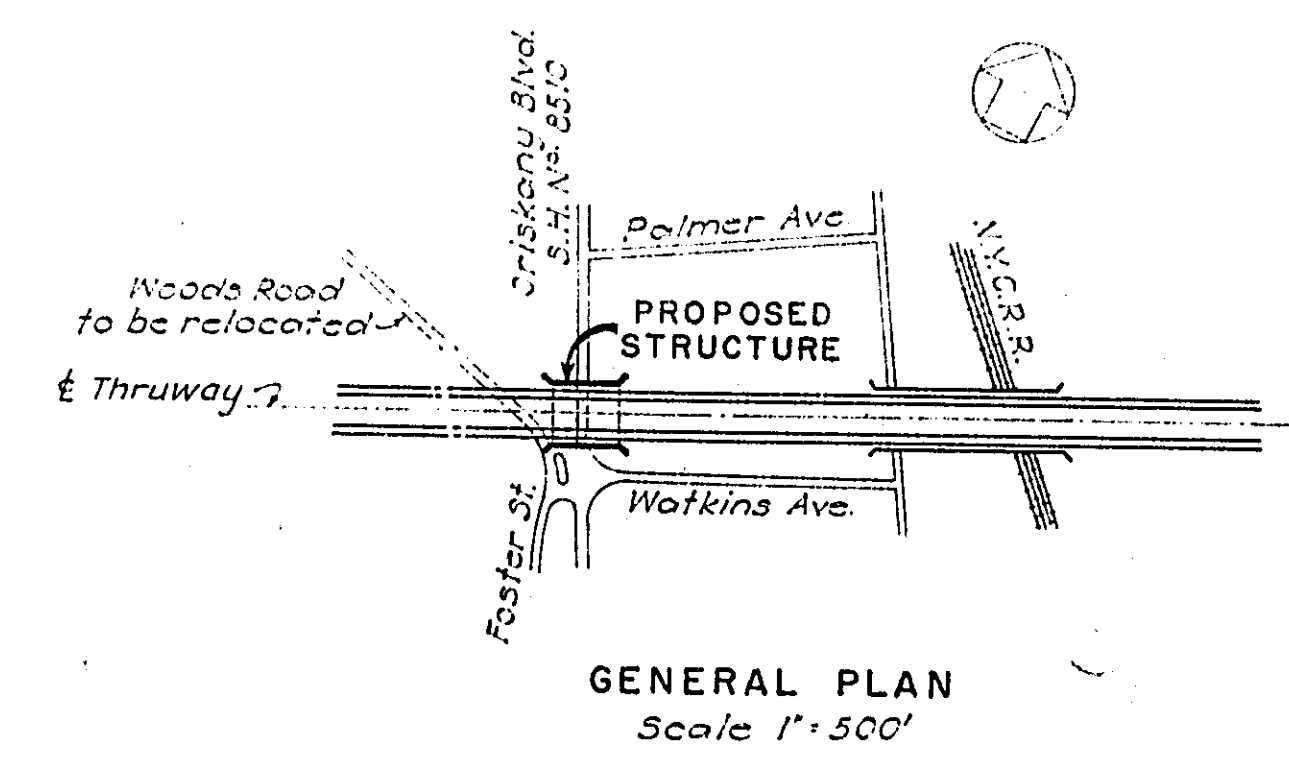 Oriskany Blvd.
S.H. No. 8510
Palmer Ave.
N.Y.C.R.R.
Woods Road
to be relocated
PROPOSED
STRUCTURE
℄ Thruway
Watkins Ave.
Foster St.
GENERAL PLAN
Scale 1"=500'